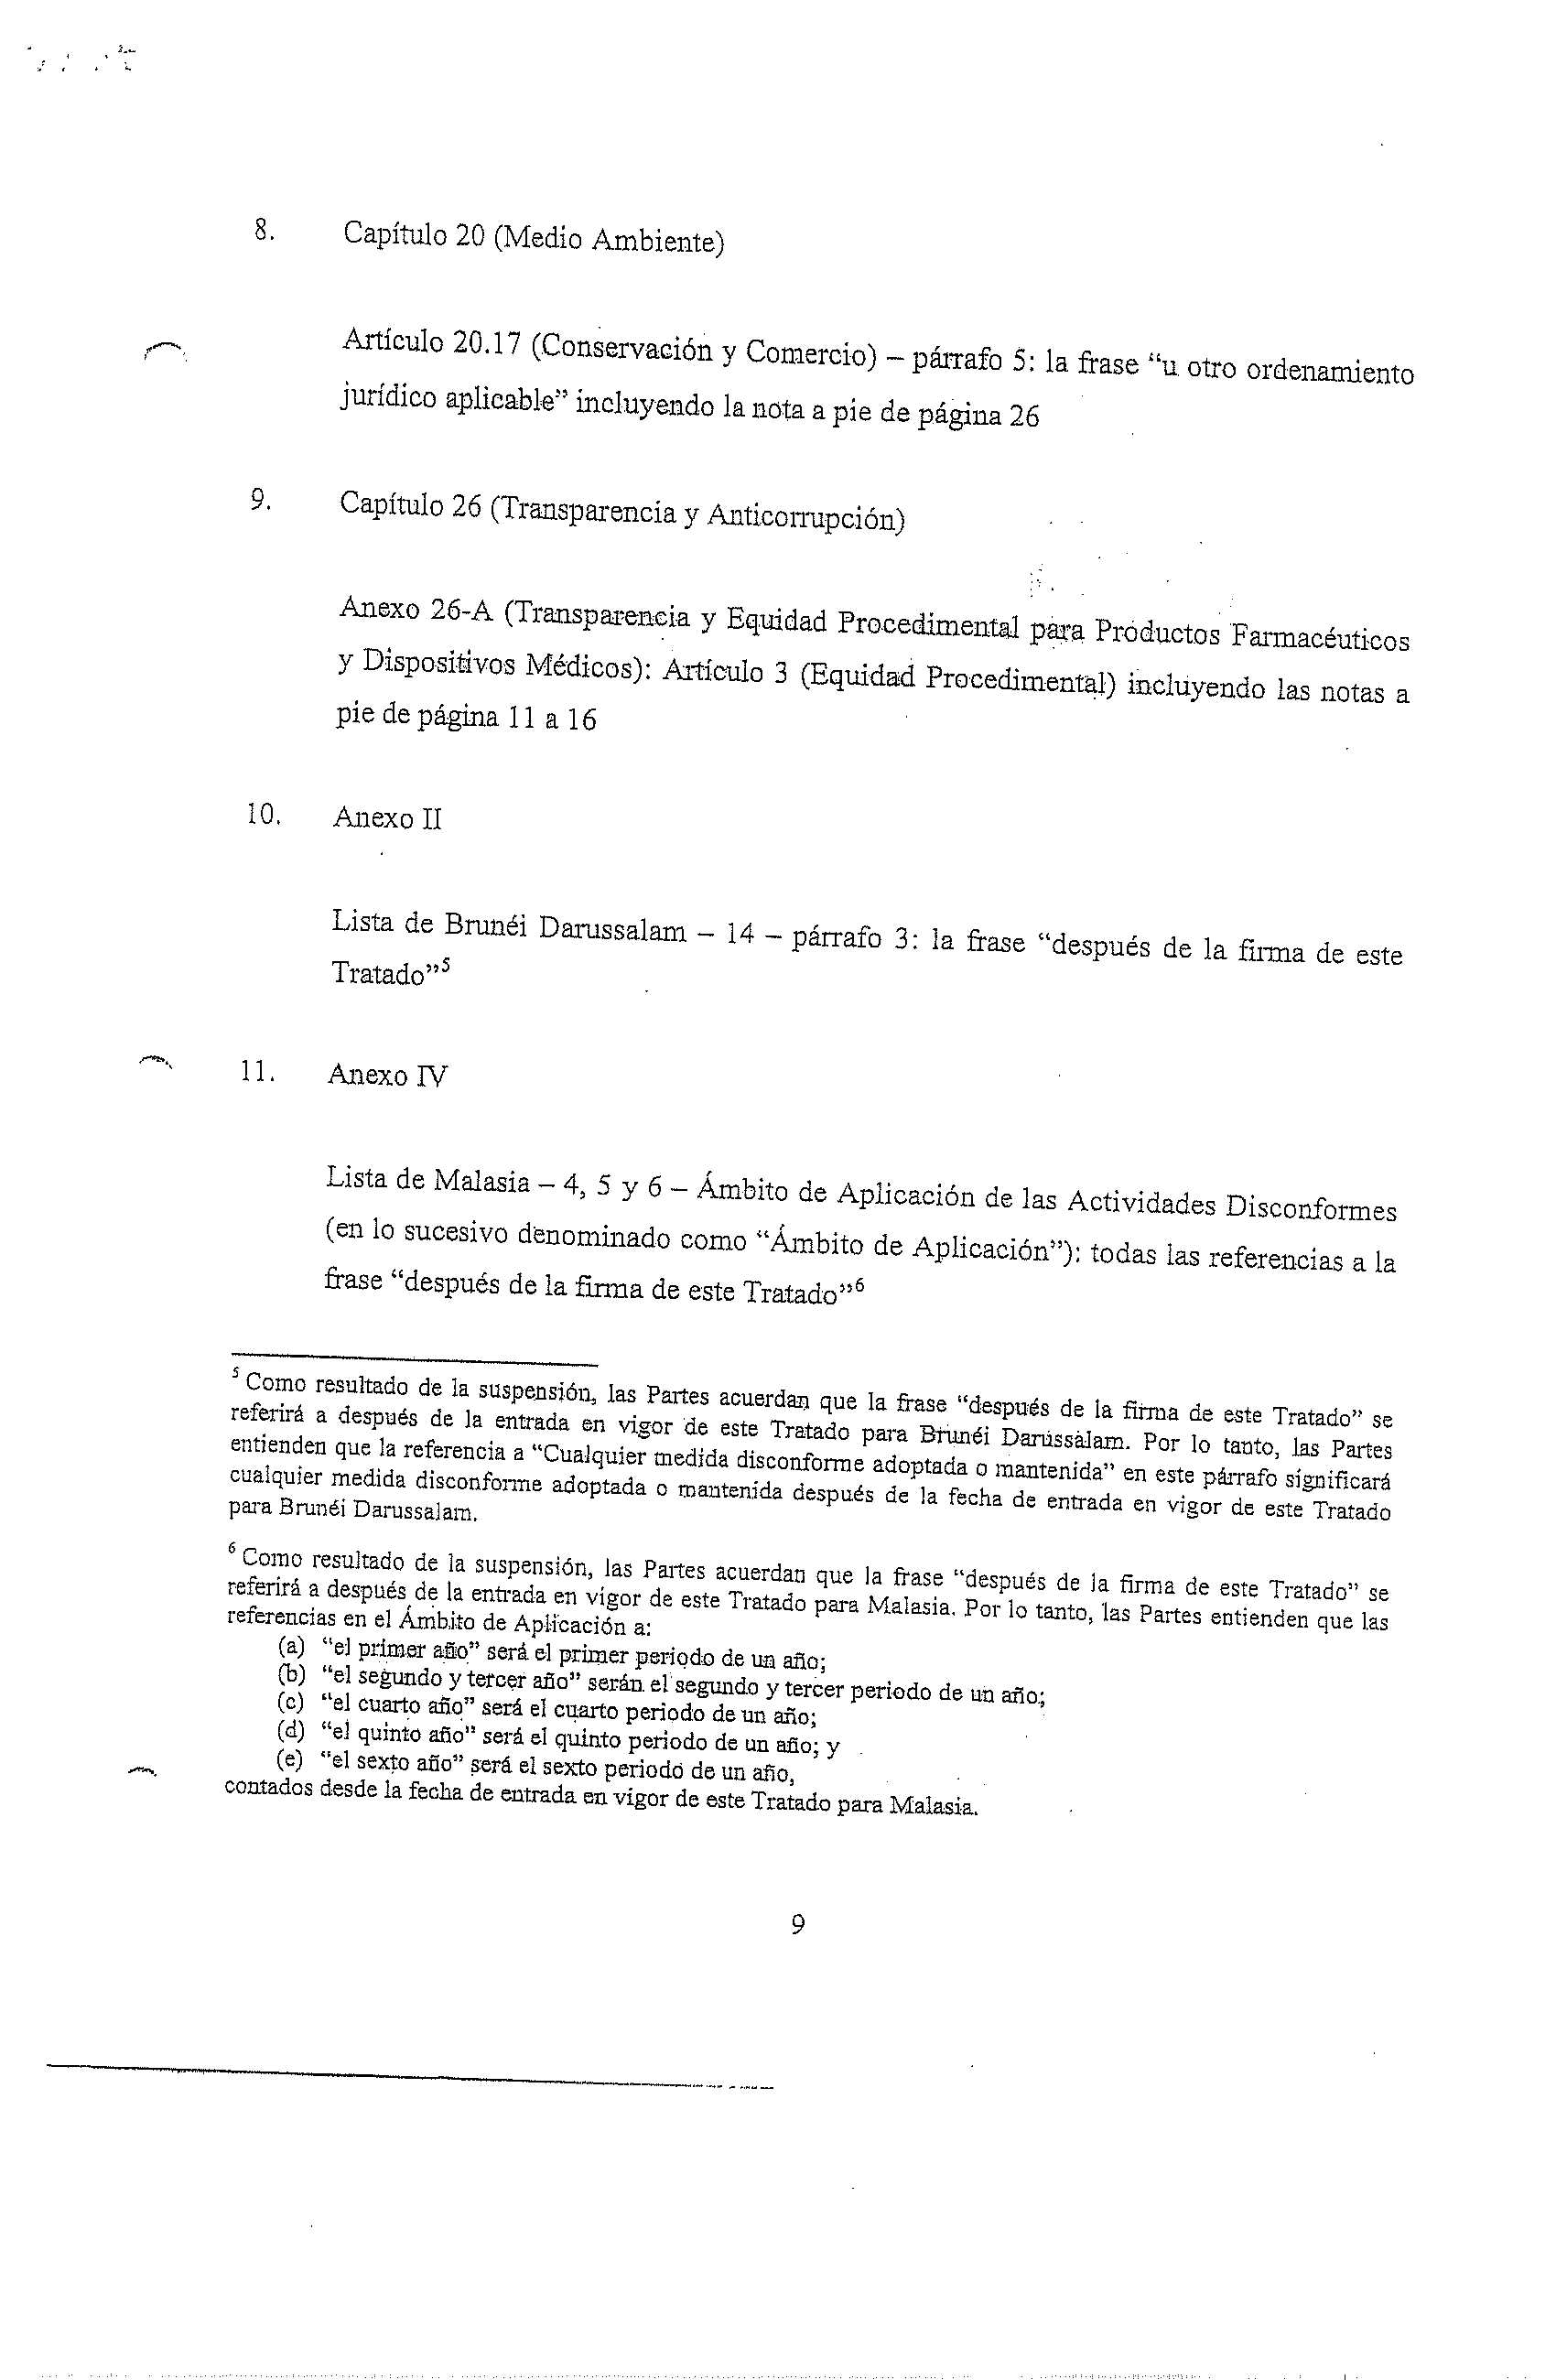 8. Capítulo 20 (Medio Ambiente)
Artículo 20.17 (Conservación y Comercio) – párrafo 5: la frase “u otro ordenamiento
jurídico aplicable” incluyendo la nota a pie de página 26
9. Capítulo 26 (Transparencia y Anticorrupción)
Anexo 26-A (Transparencia y Equidad Procedimental para Productos Farmacéuticos
y Dispositivos Médicos): Artículo 3 (Equidad Procedimental) incluyendo las notas a
pie de página 11 a 16
10. Anexo II
Lista de Brunéi Darussalam – 14 – párrafo 3: la frase “después de la firma de este
Tratado”⁵
11. Anexo IV
Lista de Malasia – 4, 5 y 6 – Ámbito de Aplicación de las Actividades Disconformes
(en lo sucesivo denominado como “Ámbito de Aplicación”): todas las referencias a la
frase “después de la firma de este Tratado”⁶
⁵ Como resultado de la suspensión, las Partes acuerdan que la frase “después de la firma de este Tratado” se
referirá a después de la entrada en vigor de este Tratado para Brunéi Darussalam. Por lo tanto, las Partes
entienden que la referencia a “Cualquier medida disconforme adoptada o mantenida” en este párrafo significará
cualquier medida disconforme adoptada o mantenida después de la fecha de entrada en vigor de este Tratado
para Brunéi Darussalam.
⁶ Como resultado de la suspensión, las Partes acuerdan que la frase “después de la firma de este Tratado” se
referirá a después de la entrada en vigor de este Tratado para Malasia. Por lo tanto, las Partes entienden que las
referencias en el Ámbito de Aplicación a:
(a) “el primer año” será el primer periodo de un año;
(b) “el segundo y tercer año” serán el segundo y tercer periodo de un año;
(c) “el cuarto año” será el cuarto periodo de un año;
(d) “el quinto año” será el quinto periodo de un año; y
(e) “el sexto año” será el sexto periodo de un año,
contados desde la fecha de entrada en vigor de este Tratado para Malasia.
9